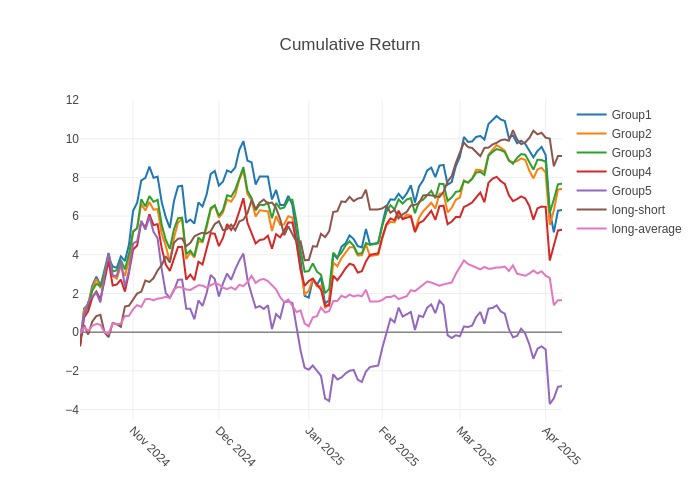 Cumulative Return
12
10
8
6
4
2
0
−2
−4
Nov 2024
Dec 2024
Jan 2025
Feb 2025
Mar 2025
Apr 2025
Group1
Group2
Group3
Group4
Group5
long-short
long-average